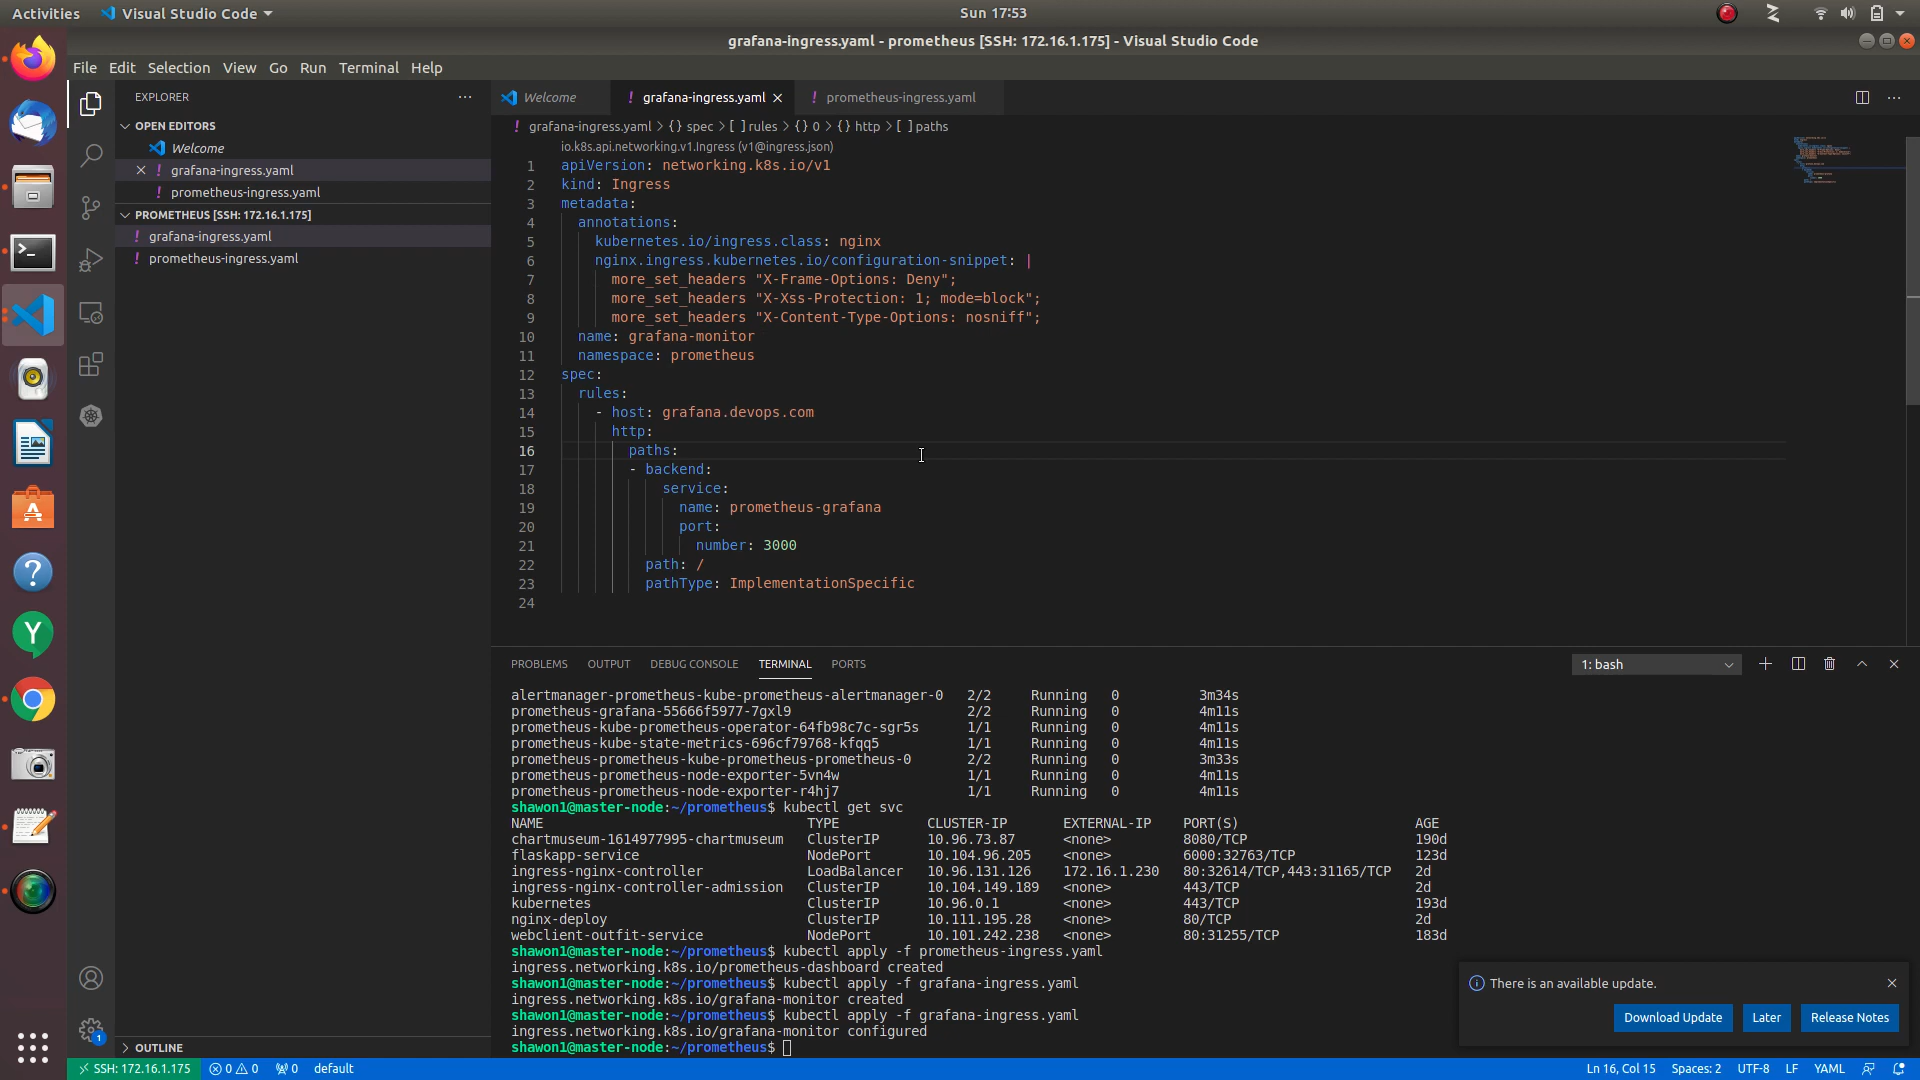 Activities
Visual Studio Code
Sun 17:53
grafana-ingress.yaml - prometheus [SSH: 172.16.1.175] - Visual Studio Code
File Edit Selection View Go Run Terminal Help
EXPLORER
OPEN EDITORS
Welcome
grafana-ingress.yaml
prometheus-ingress.yaml
PROMETHEUS [SSH: 172.16.1.175]
grafana-ingress.yaml
prometheus-ingress.yaml
OUTLINE
Welcome
! grafana-ingress.yaml
! prometheus-ingress.yaml
! grafana-ingress.yaml > {} spec > [ ] rules > {} 0 > {} http > [ ] paths
io.k8s.api.networking.v1.Ingress (v1@ingress.json)
1 apiVersion: networking.k8s.io/v1
2 kind: Ingress
3 metadata:
4 annotations:
5 kubernetes.io/ingress.class: nginx
6 nginx.ingress.kubernetes.io/configuration-snippet: |
7 more_set_headers "X-Frame-Options: Deny";
8 more_set_headers "X-Xss-Protection: 1; mode=block";
9 more_set_headers "X-Content-Type-Options: nosniff";
10 name: grafana-monitor
11 namespace: prometheus
12 spec:
13 rules:
14 - host: grafana.devops.com
15 http:
16 paths:
17 - backend:
18 service:
19 name: prometheus-grafana
20 port:
21 number: 3000
22 path: /
23 pathType: ImplementationSpecific
24
PROBLEMS OUTPUT DEBUG CONSOLE TERMINAL PORTS
1: bash
alertmanager-prometheus-kube-prometheus-alertmanager-0 2/2 Running 0 3m34s
prometheus-grafana-55666f5977-7gxl9 2/2 Running 0 4m11s
prometheus-kube-prometheus-operator-64fb98c7c-sgr5s 1/1 Running 0 4m11s
prometheus-kube-state-metrics-696cf79768-kfqq5 1/1 Running 0 4m11s
prometheus-prometheus-kube-prometheus-prometheus-0 2/2 Running 0 3m33s
prometheus-prometheus-node-exporter-5vn4w 1/1 Running 0 4m11s
prometheus-prometheus-node-exporter-r4hj7 1/1 Running 0 4m11s
shawon1@master-node:~/prometheus$ kubectl get svc
NAME TYPE CLUSTER-IP EXTERNAL-IP PORT(S) AGE
chartmuseum-1614977995-chartmuseum ClusterIP 10.96.73.87 <none> 8080/TCP 190d
flaskapp-service NodePort 10.104.96.205 <none> 6000:32763/TCP 123d
ingress-nginx-controller LoadBalancer 10.96.131.126 172.16.1.230 80:32614/TCP,443:31165/TCP 2d
ingress-nginx-controller-admission ClusterIP 10.104.149.189 <none> 443/TCP 2d
kubernetes ClusterIP 10.96.0.1 <none> 443/TCP 193d
nginx-deploy ClusterIP 10.111.195.28 <none> 80/TCP 2d
webclient-outfit-service NodePort 10.101.242.238 <none> 80:31255/TCP 183d
shawon1@master-node:~/prometheus$ kubectl apply -f prometheus-ingress.yaml
ingress.networking.k8s.io/prometheus-dashboard created
shawon1@master-node:~/prometheus$ kubectl apply -f grafana-ingress.yaml
ingress.networking.k8s.io/grafana-monitor created
shawon1@master-node:~/prometheus$ kubectl apply -f grafana-ingress.yaml
ingress.networking.k8s.io/grafana-monitor configured
shawon1@master-node:~/prometheus$
There is an available update.
Download Update
Later
Release Notes
1
SSH: 172.16.1.175 0 0 0 default
Ln 16, Col 15 Spaces: 2 UTF-8 LF YAML